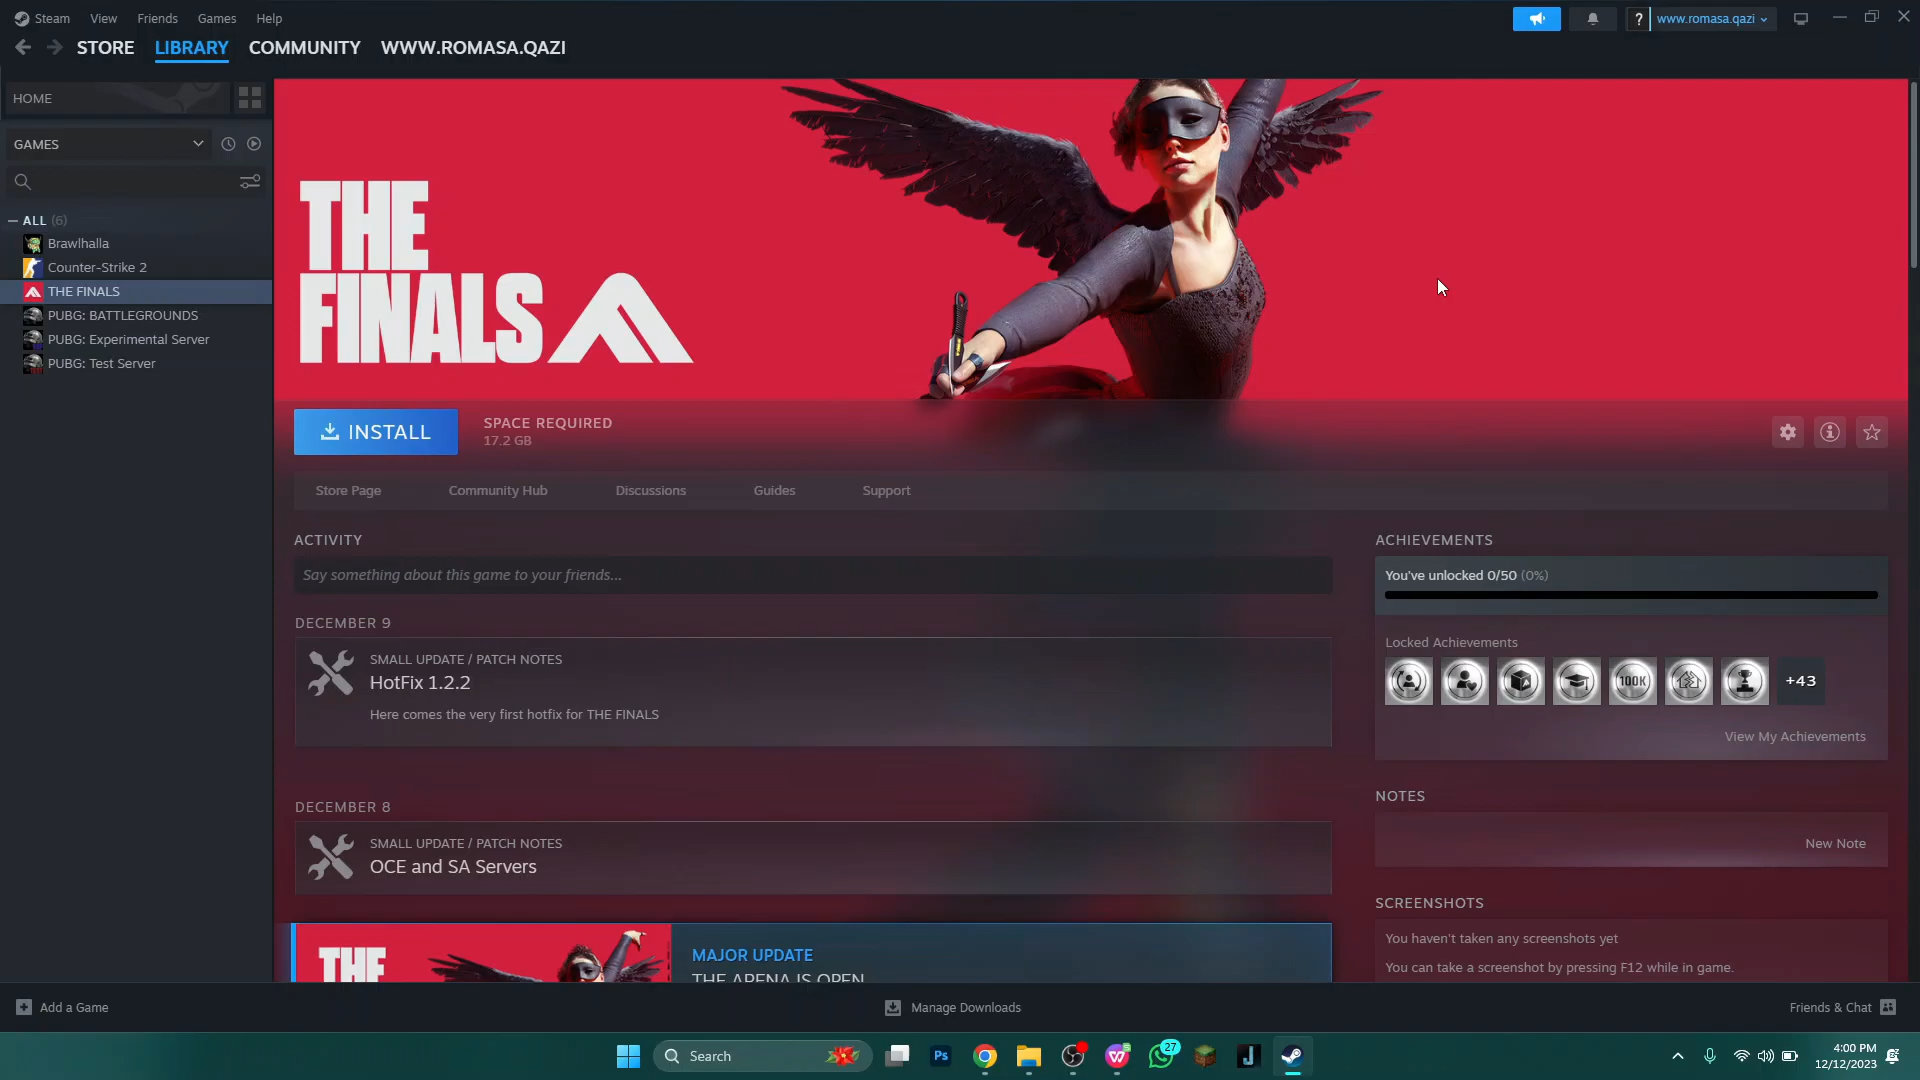 Steam View Friends Games Help
? www.romasa.qazi
STORE LIBRARY COMMUNITY WWW.ROMASA.QAZI
HOME
GAMES
ALL (6)
Brawlhalla
Counter-Strike 2
THE FINALS
PUBG: BATTLEGROUNDS
PUBG: Experimental Server
PUBG: Test Server
THE
FINALS
INSTALL
SPACE REQUIRED
17.2 GB
Store Page Community Hub Discussions Guides Support
ACTIVITY
Say something about this game to your friends...
DECEMBER 9
SMALL UPDATE / PATCH NOTES
HotFix 1.2.2
Here comes the very first hotfix for THE FINALS
DECEMBER 8
SMALL UPDATE / PATCH NOTES
OCE and SA Servers
THE
MAJOR UPDATE
THE ARENA IS OPEN
ACHIEVEMENTS
You've unlocked 0/50 (0%)
Locked Achievements
100K
+43
View My Achievements
NOTES
New Note
SCREENSHOTS
You haven't taken any screenshots yet
You can take a screenshot by pressing F12 while in game.
Add a Game
Manage Downloads
Friends & Chat
Search
Ps
27
J
4:00 PM
12/12/2023